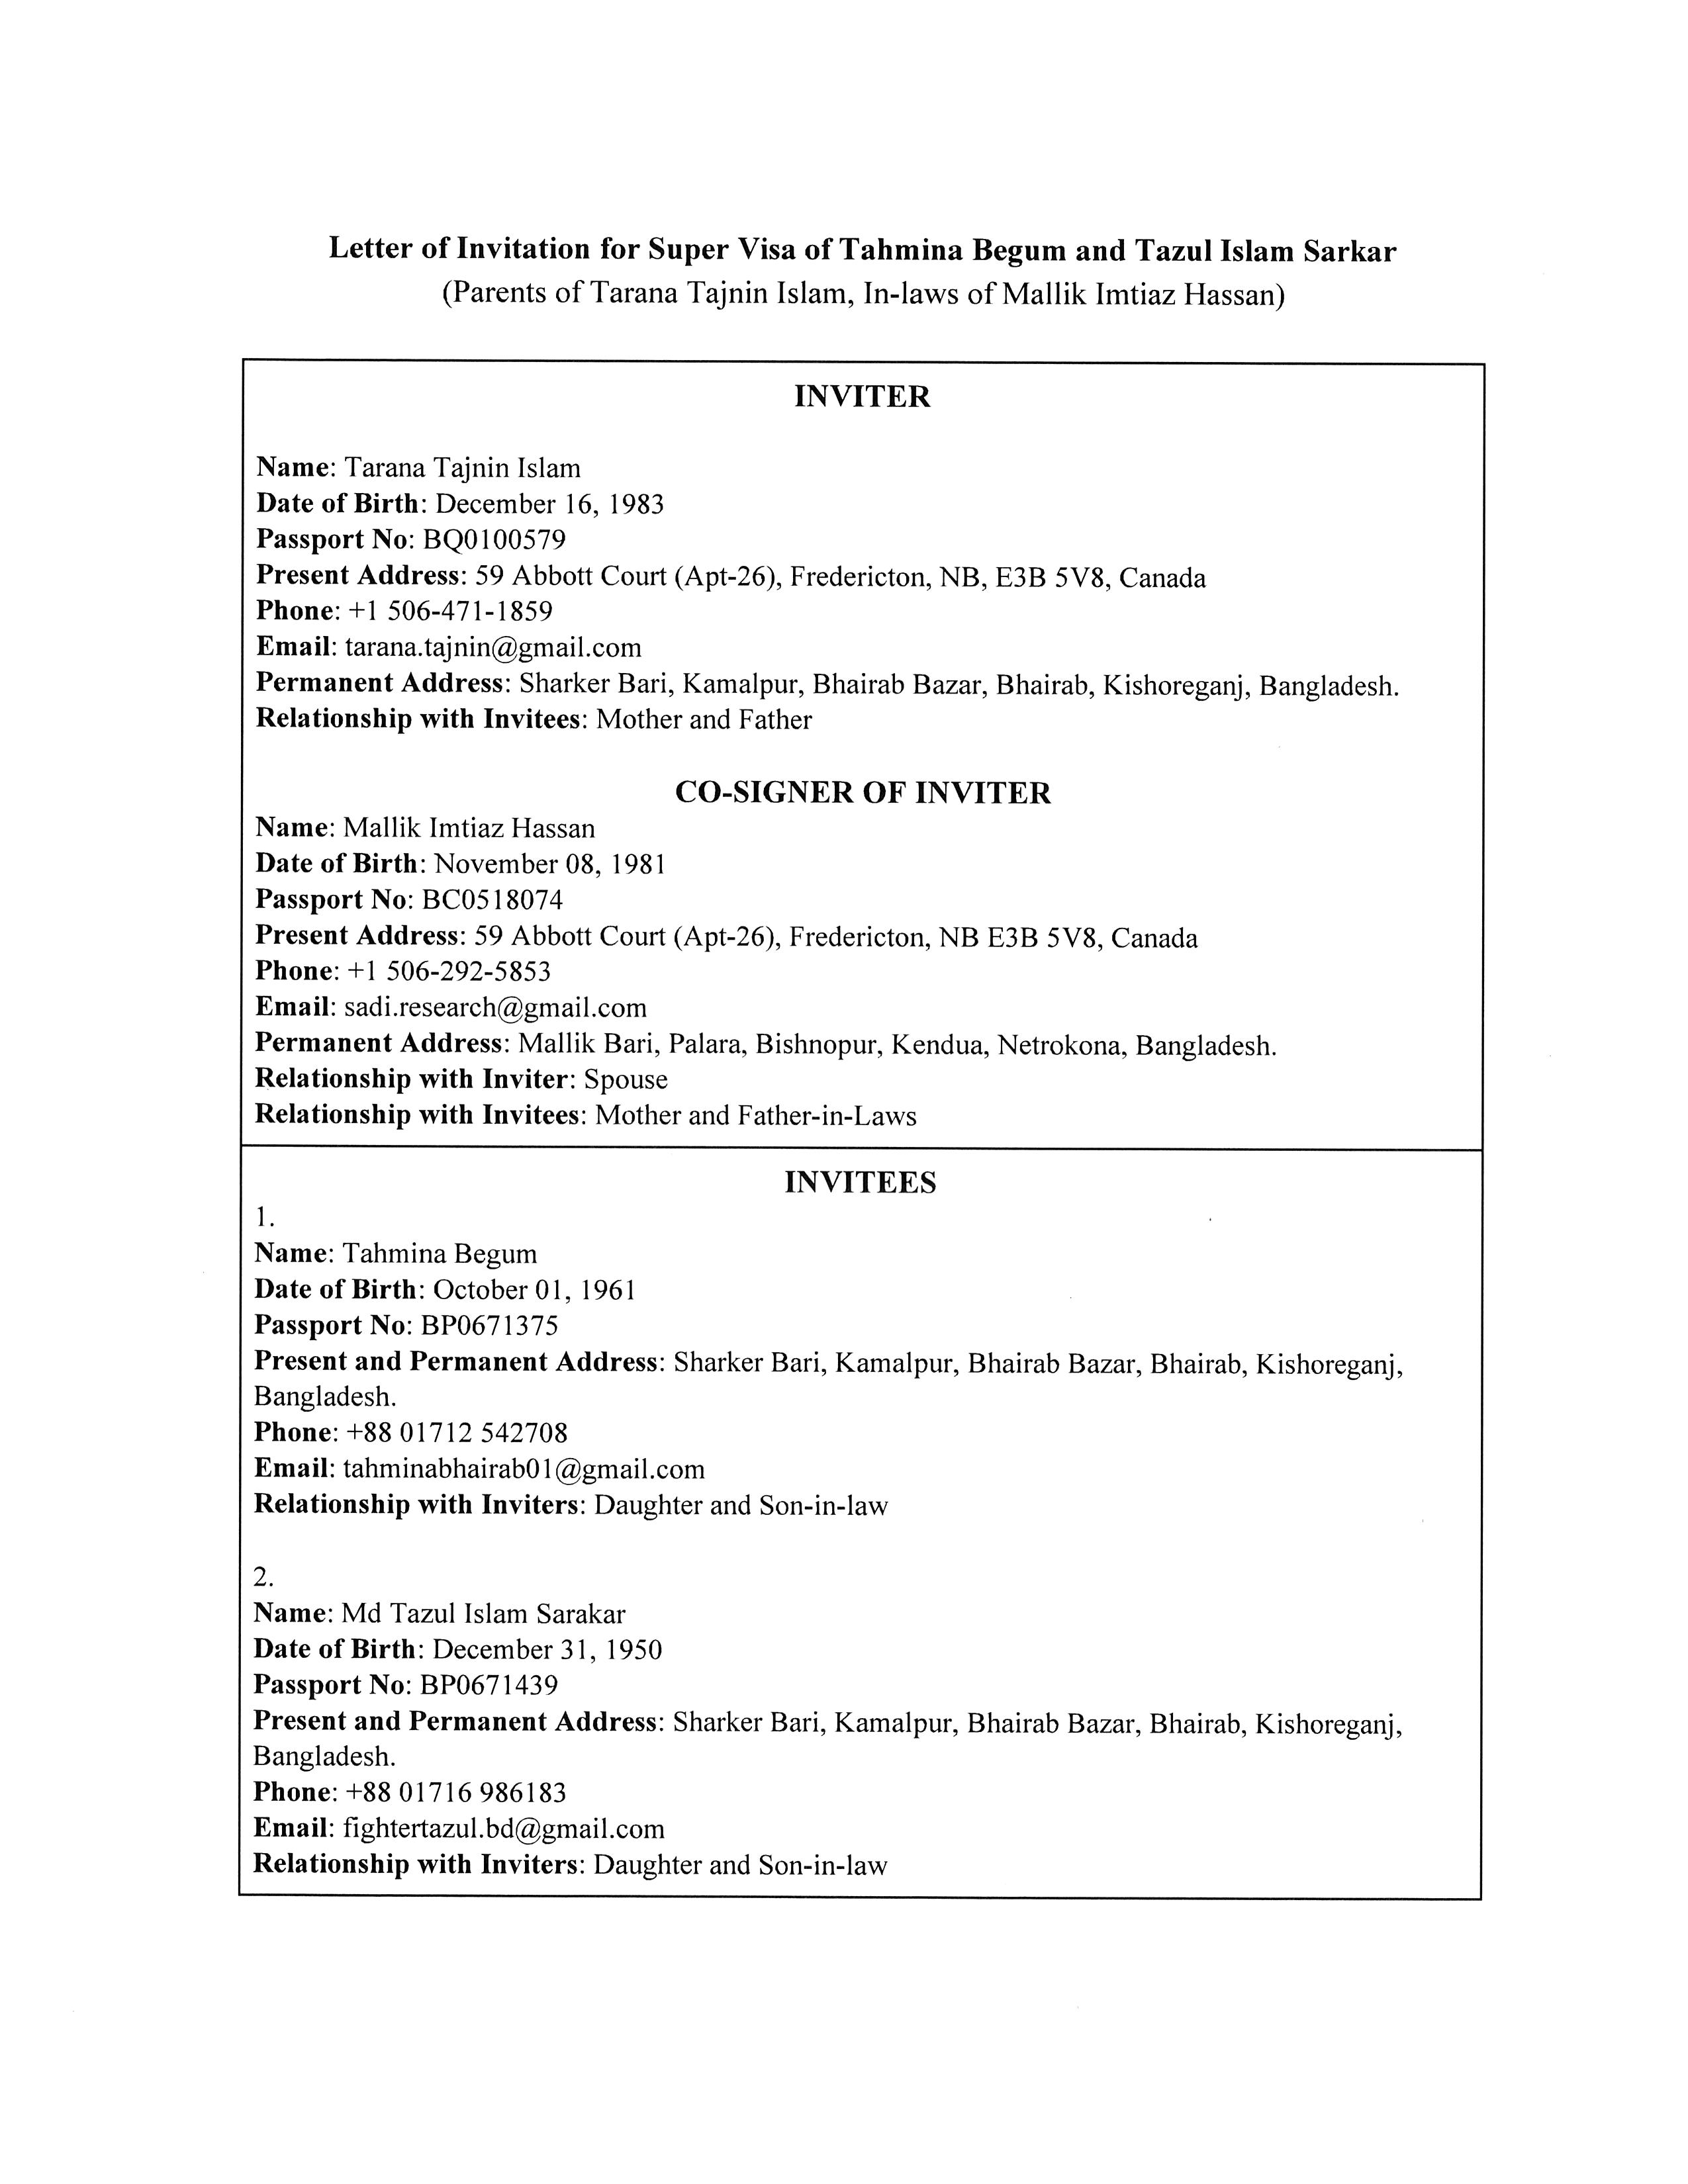 Letter of Invitation for Super Visa of Tahmina Begum and Tazul Islam Sarkar
(Parents of Tarana Tajnin Islam, In-laws of Mallik Imtiaz Hassan)
INVITER
Name: Tarana Tajnin Islam
Date of Birth: December 16, 1983
Passport No: BQ0100579
Present Address: 59 Abbott Court (Apt-26), Fredericton, NB, E3B 5V8, Canada
Phone: +1 506-471-1859
Email: tarana.tajnin@gmail.com
Permanent Address: Sharker Bari, Kamalpur, Bhairab Bazar, Bhairab, Kishoreganj, Bangladesh.
Relationship with Invitees: Mother and Father
CO-SIGNER OF INVITER
Name: Mallik Imtiaz Hassan
Date of Birth: November 08, 1981
Passport No: BC0518074
Present Address: 59 Abbott Court (Apt-26), Fredericton, NB E3B 5V8, Canada
Phone: +1 506-292-5853
Email: sadi.research@gmail.com
Permanent Address: Mallik Bari, Palara, Bishnopur, Kendua, Netrokona, Bangladesh.
Relationship with Inviter: Spouse
Relationship with Invitees: Mother and Father-in-Laws
INVITEES
1.
Name: Tahmina Begum
Date of Birth: October 01, 1961
Passport No: BP0671375
Present and Permanent Address: Sharker Bari, Kamalpur, Bhairab Bazar, Bhairab, Kishoreganj,
Bangladesh.
Phone: +88 01712 542708
Email: tahminabhairab01@gmail.com
Relationship with Inviters: Daughter and Son-in-law
2.
Name: Md Tazul Islam Sarakar
Date of Birth: December 31, 1950
Passport No: BP0671439
Present and Permanent Address: Sharker Bari, Kamalpur, Bhairab Bazar, Bhairab, Kishoreganj,
Bangladesh.
Phone: +88 01716 986183
Email: fightertazul.bd@gmail.com
Relationship with Inviters: Daughter and Son-in-law